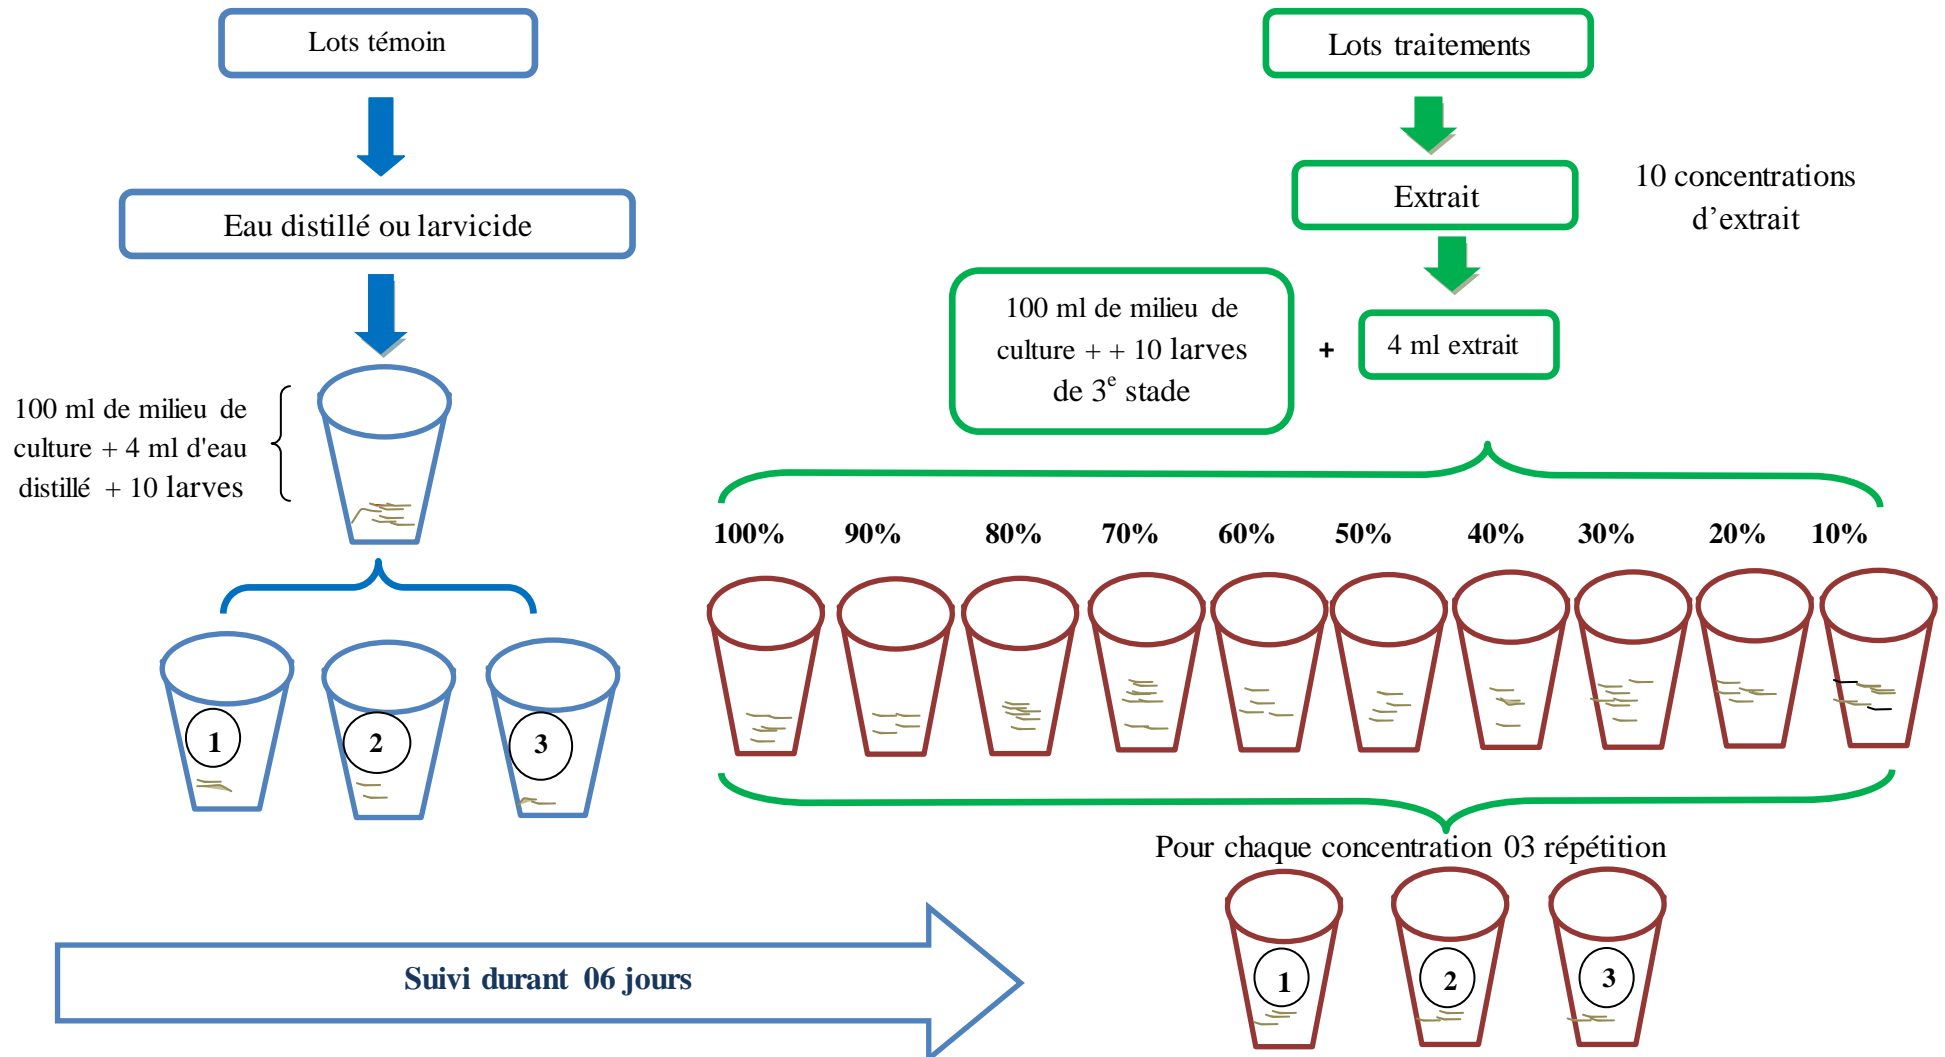 Lots témoin
Eau distillé ou larvicide
100 ml de milieu de
culture + 4 ml d'eau
distillé + 10 larves
1
2
3
Lots traitements
Extrait
10 concentrations
d’extrait
100 ml de milieu de
culture + + 10 larves
de 3e stade
+
4 ml extrait
100% 90% 80% 70% 60% 50% 40% 30% 20% 10%
Pour chaque concentration 03 répétition
1
2
3
Suivi durant 06 jours